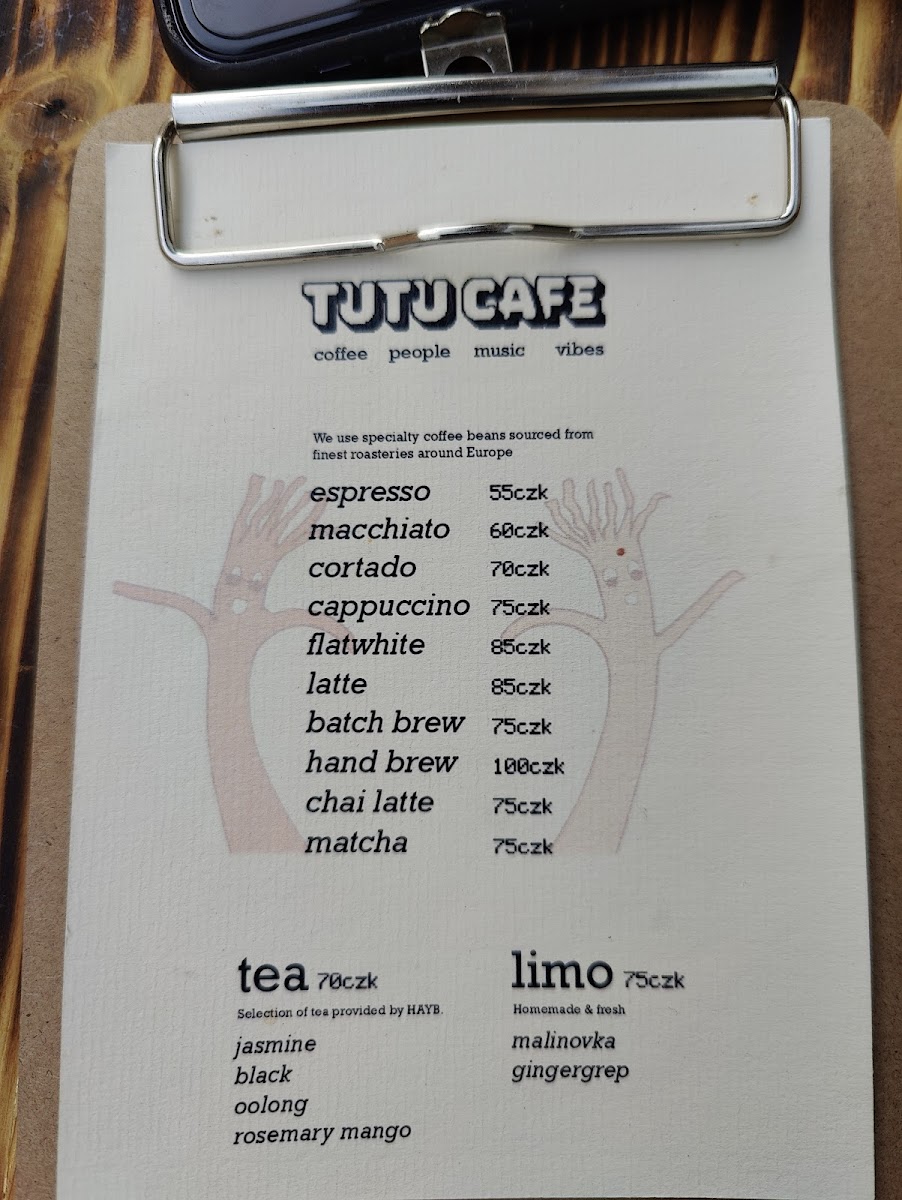 TUTU CAFE
coffee people music vibes
We use specialty coffee beans sourced from
finest roasteries around Europe
espresso 55czk
macchiato 60czk
cortado 70czk
cappuccino 75czk
flatwhite 85czk
latte 85czk
batch brew 75czk
hand brew 100czk
chai latte 75czk
matcha 75czk
tea 70czk
Selection of tea provided by HAYB.
jasmine
black
oolong
rosemary mango
limo 75czk
Homemade & fresh
malinovka
gingergrep